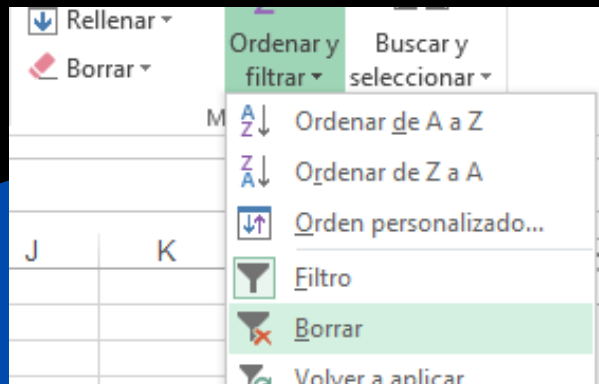 Rellenar
Borrar
Ordenar y
filtrar
Buscar y
seleccionar
M
Ordenar de A a Z
Ordenar de Z a A
Orden personalizado...
Filtro
Borrar
Volver a aplicar
J K